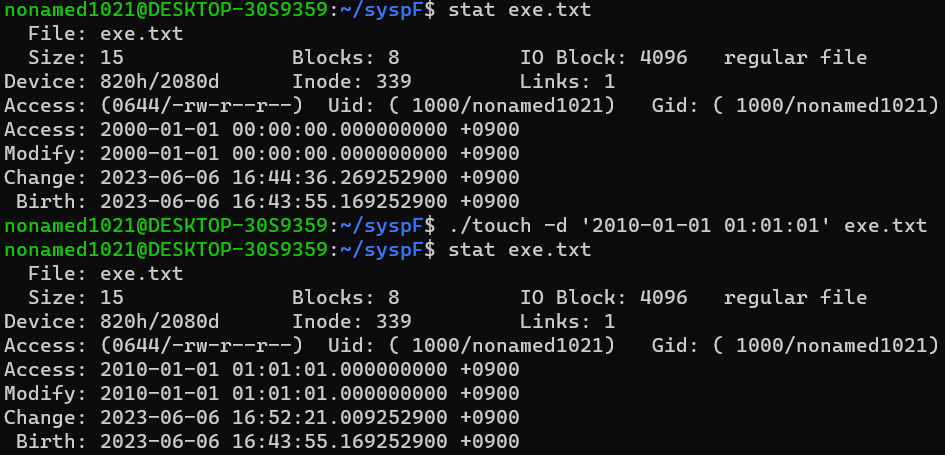 nonamed1021@DESKTOP-30S9359:~/syspF$ stat exe.txt
  File: exe.txt
  Size: 15              Blocks: 8          IO Block: 4096   regular file
Device: 820h/2080d      Inode: 339         Links: 1
Access: (0644/-rw-r--r--)  Uid: ( 1000/nonamed1021)   Gid: ( 1000/nonamed1021)
Access: 2000-01-01 00:00:00.000000000 +0900
Modify: 2000-01-01 00:00:00.000000000 +0900
Change: 2023-06-06 16:44:36.269252900 +0900
 Birth: 2023-06-06 16:43:55.169252900 +0900
nonamed1021@DESKTOP-30S9359:~/syspF$ ./touch -d '2010-01-01 01:01:01' exe.txt
nonamed1021@DESKTOP-30S9359:~/syspF$ stat exe.txt
  File: exe.txt
  Size: 15              Blocks: 8          IO Block: 4096   regular file
Device: 820h/2080d      Inode: 339         Links: 1
Access: (0644/-rw-r--r--)  Uid: ( 1000/nonamed1021)   Gid: ( 1000/nonamed1021)
Access: 2010-01-01 01:01:01.000000000 +0900
Modify: 2010-01-01 01:01:01.000000000 +0900
Change: 2023-06-06 16:52:21.009252900 +0900
 Birth: 2023-06-06 16:43:55.169252900 +0900